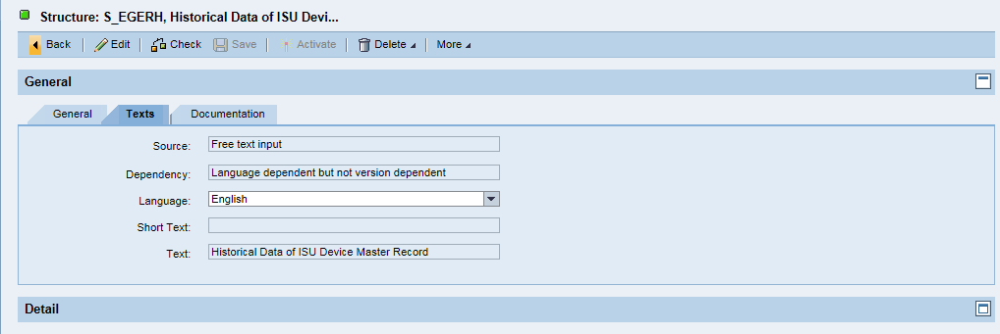 Structure: S_EGERH, Historical Data of ISU Devi...
Back Edit Check Save Activate Delete More
General
General Texts Documentation
Source: Free text input
Dependency: Language dependent but not version dependent
Language: English
Short Text:
Text: Historical Data of ISU Device Master Record
Detail